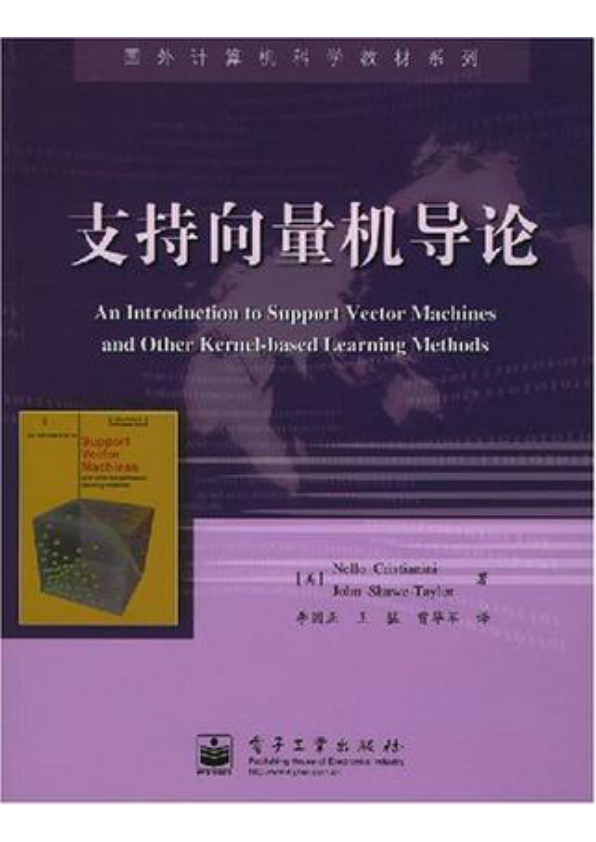 国外计算机科学教材系列
支持向量机导论
An Introduction to Support Vector Machines
and Other Kernel-based Learning Methods
Support
Vector
Machines
[英] Nello Cristianini
John Shawe-Taylor 著
李国正 王猛 曾华军 译
电子工业出版社
Publishing House of Electronics Industry